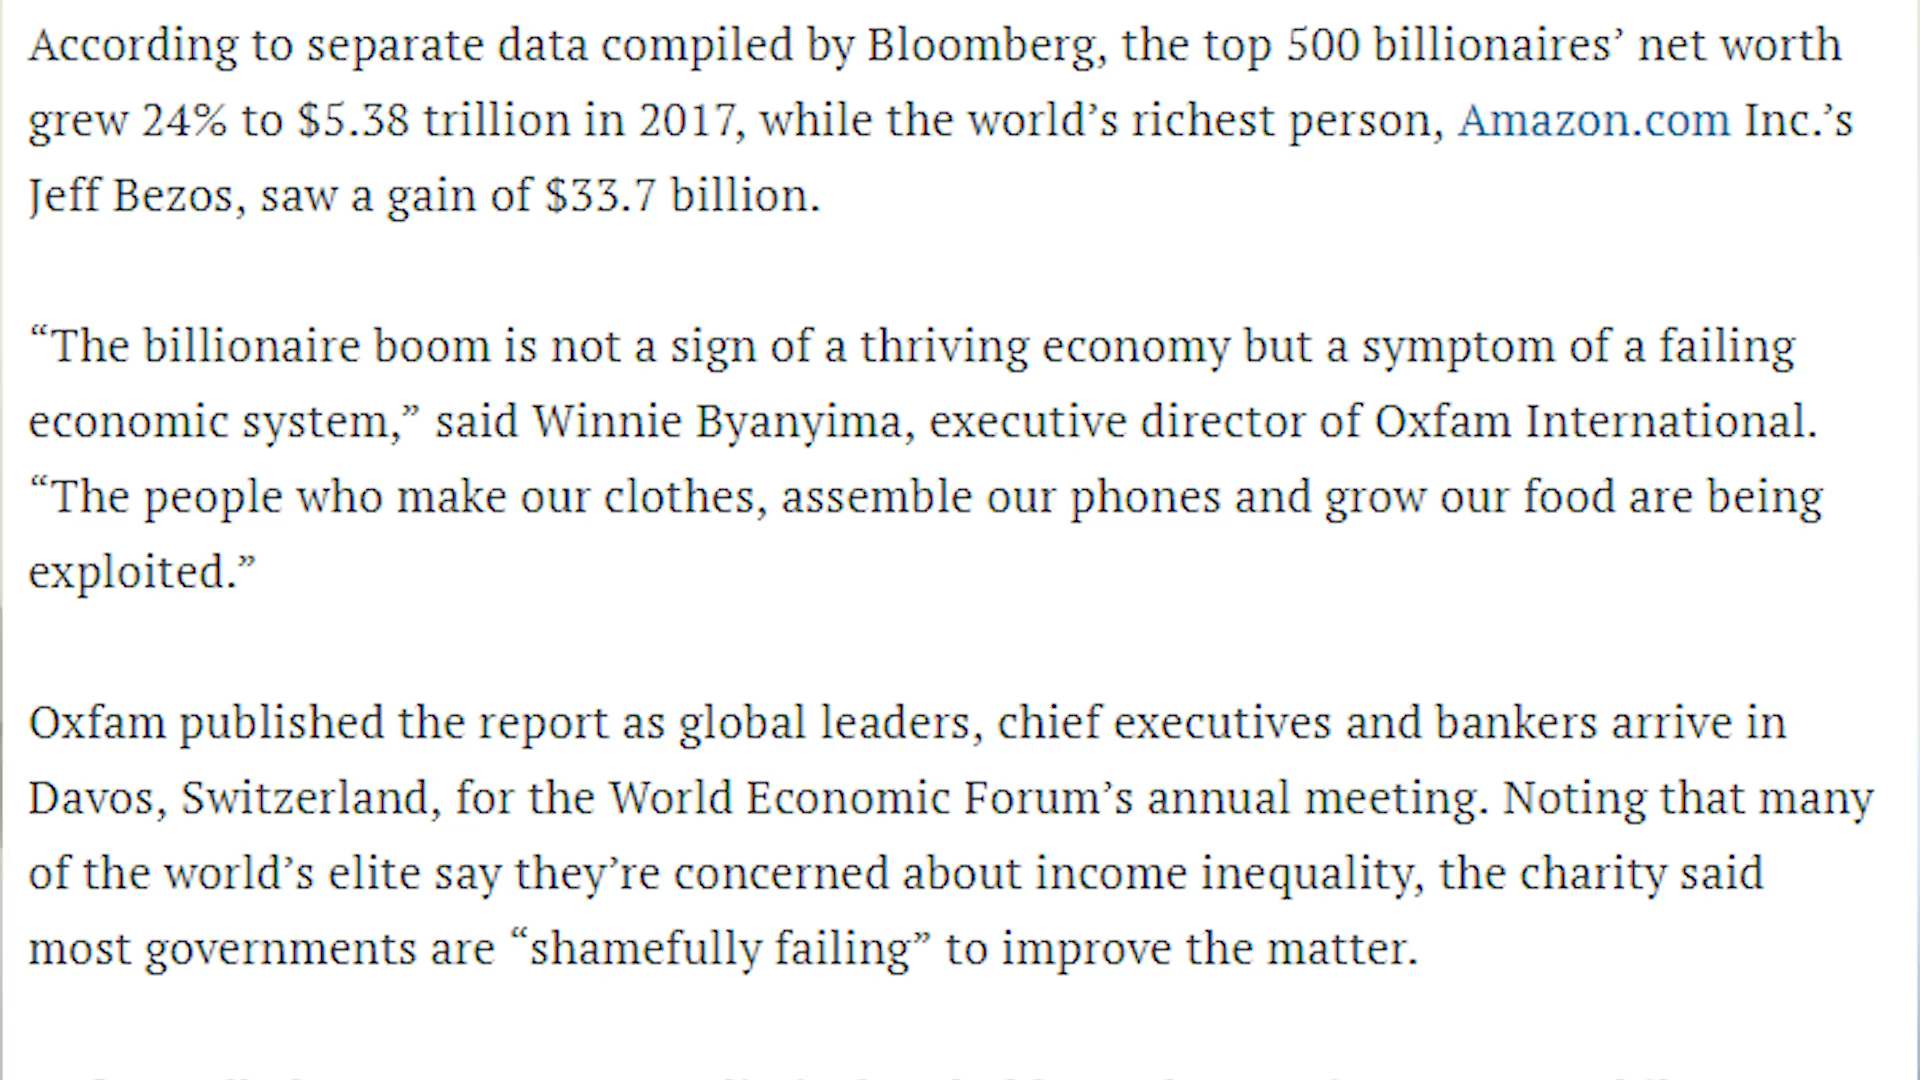 According to separate data compiled by Bloomberg, the top 500 billionaires’ net worth
grew 24% to $5.38 trillion in 2017, while the world’s richest person, Amazon.com Inc.’s
Jeff Bezos, saw a gain of $33.7 billion.
“The billionaire boom is not a sign of a thriving economy but a symptom of a failing
economic system,” said Winnie Byanyima, executive director of Oxfam International.
“The people who make our clothes, assemble our phones and grow our food are being
exploited.”
Oxfam published the report as global leaders, chief executives and bankers arrive in
Davos, Switzerland, for the World Economic Forum’s annual meeting. Noting that many
of the world’s elite say they’re concerned about income inequality, the charity said
most governments are “shamefully failing” to improve the matter.